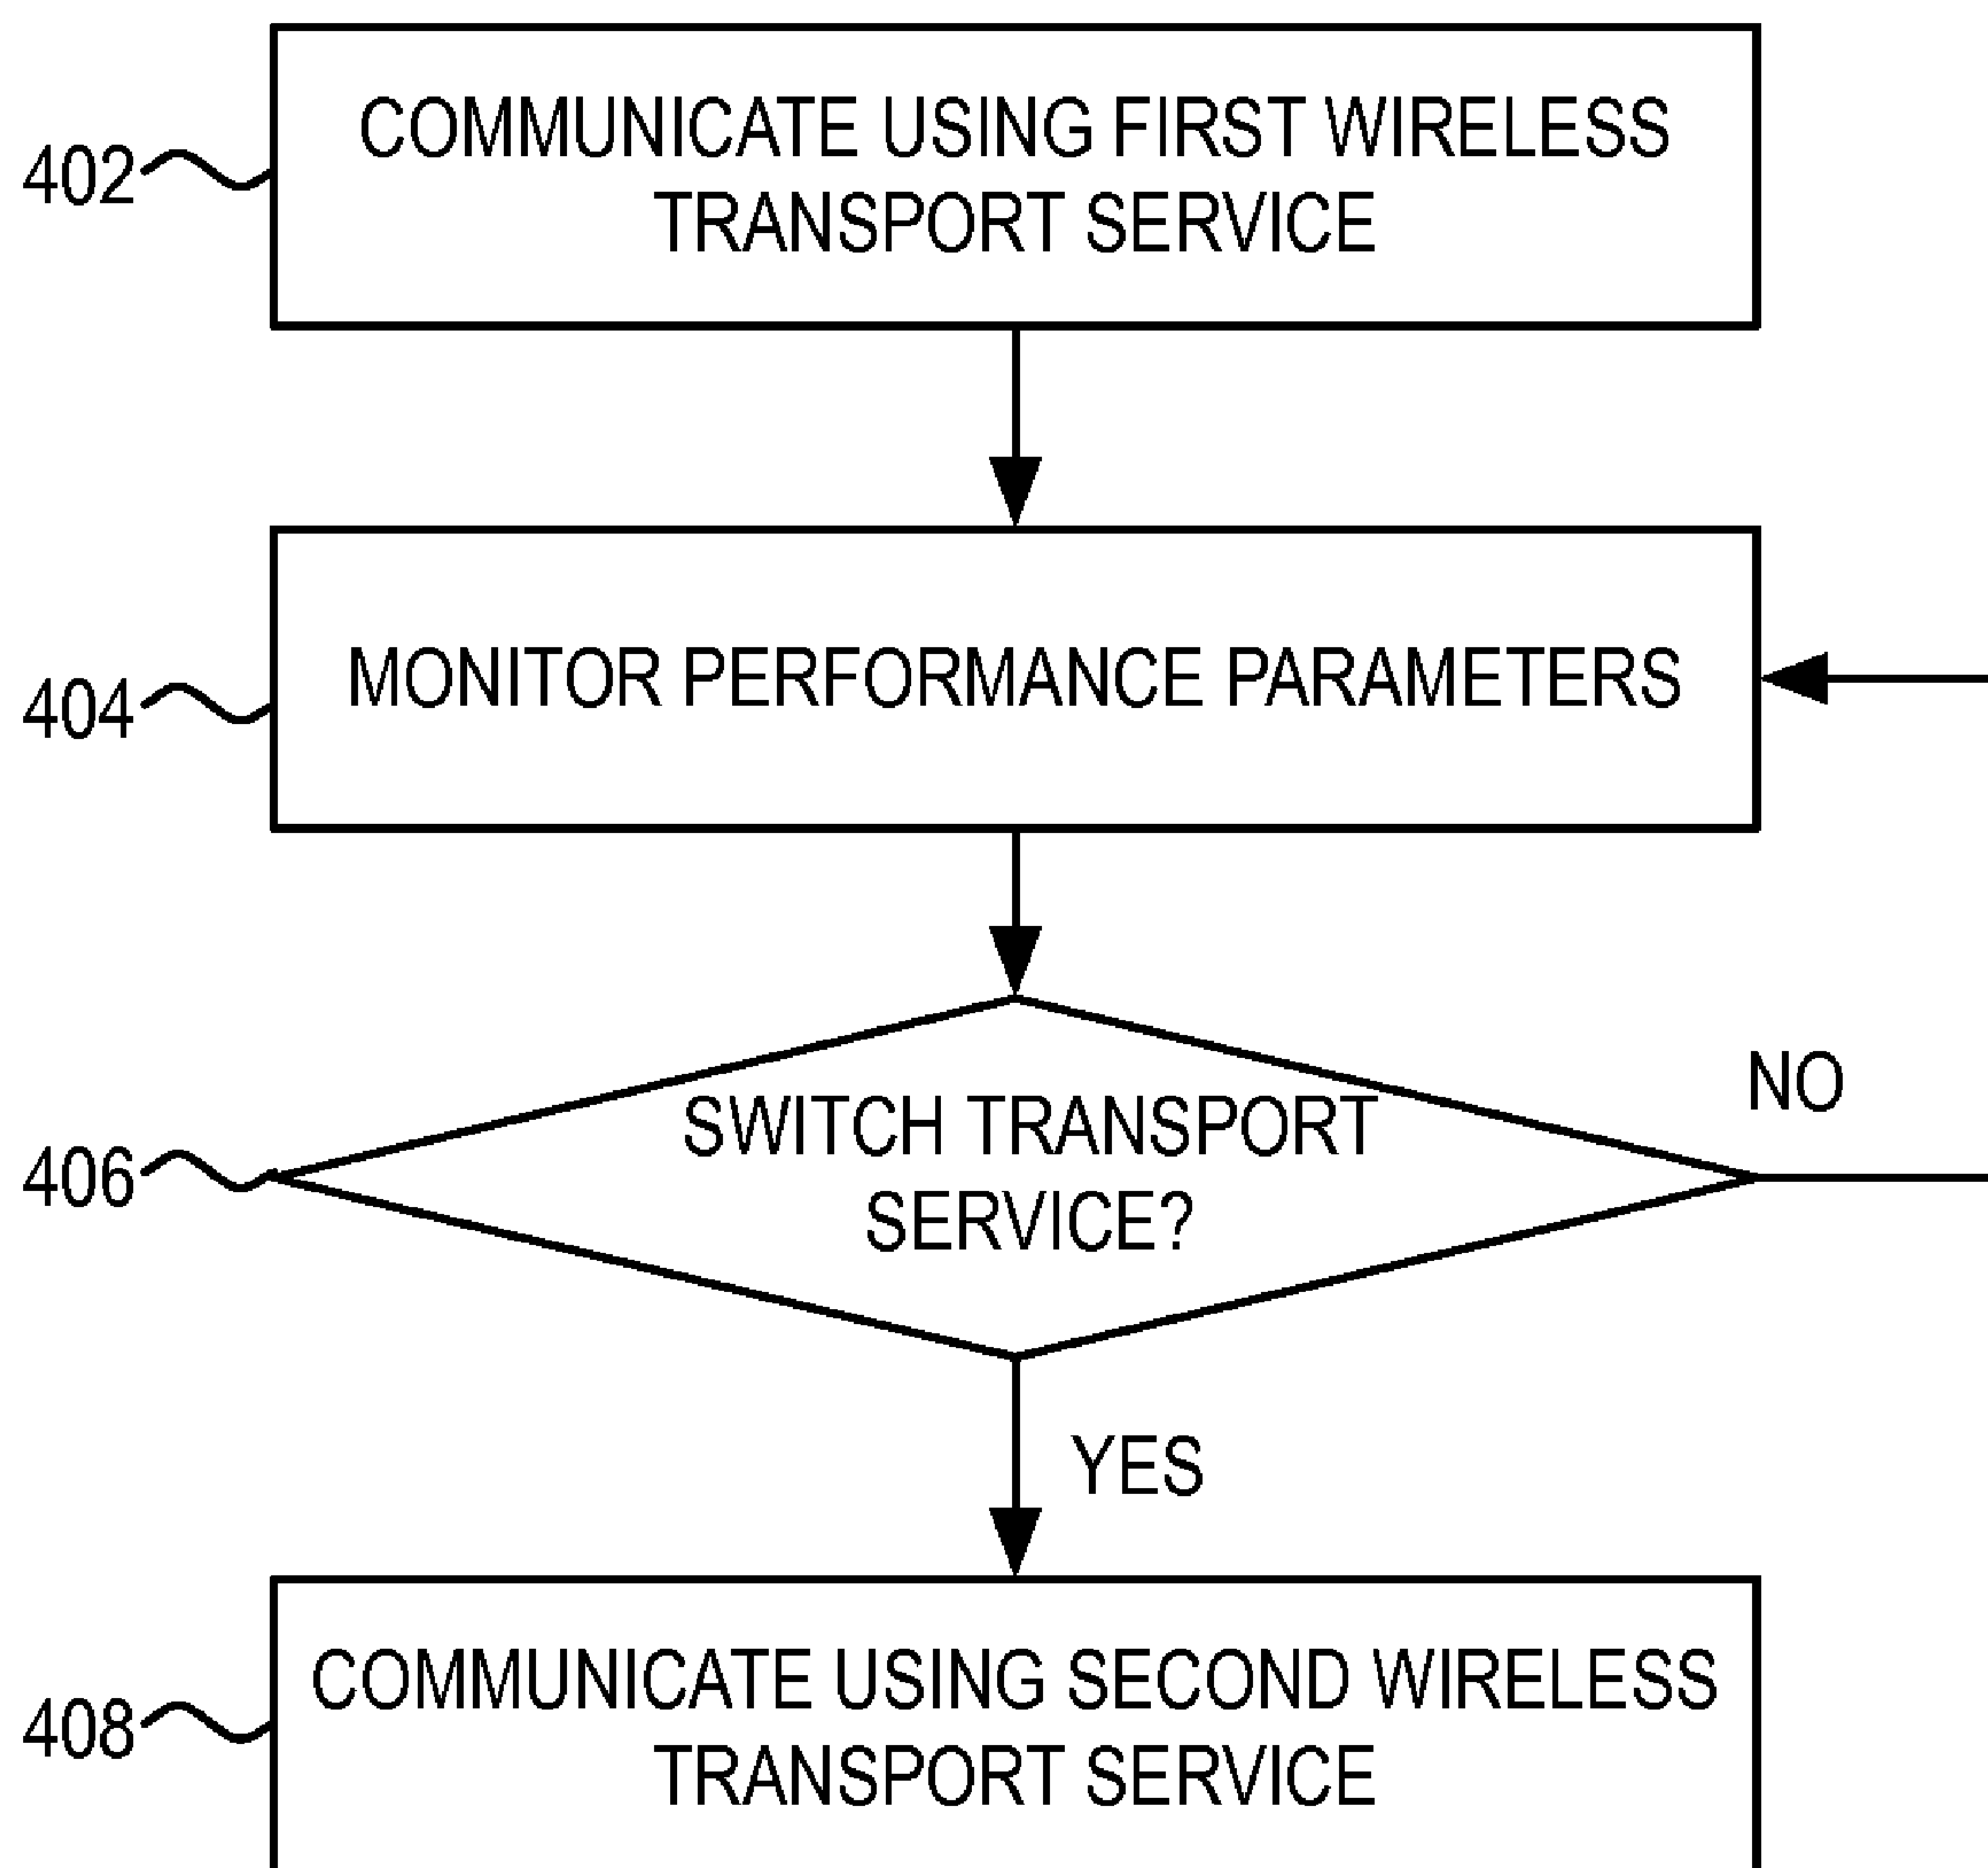 402
COMMUNICATE USING FIRST WIRELESS
TRANSPORT SERVICE
404
MONITOR PERFORMANCE PARAMETERS
406
SWITCH TRANSPORT
SERVICE?
NO
YES
408
COMMUNICATE USING SECOND WIRELESS
TRANSPORT SERVICE